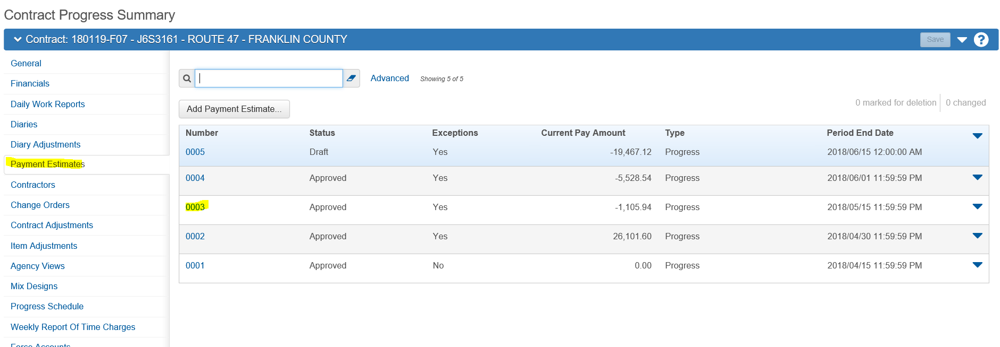 Contract Progress Summary
Contract: 180119-F07 - J6S3161 - ROUTE 47 - FRANKLIN COUNTY
Save
?
General
Financials
Daily Work Reports
Diaries
Diary Adjustments
Payment Estimates
Contractors
Change Orders
Contract Adjustments
Item Adjustments
Agency Views
Mix Designs
Progress Schedule
Weekly Report Of Time Charges
Force Accounts
Advanced Showing 5 of 5
Add Payment Estimate...
0 marked for deletion 0 changed
Number Status Exceptions Current Pay Amount Type Period End Date
0005 Draft Yes -19,467.12 Progress 2018/06/15 12:00:00 AM
0004 Approved Yes -5,528.54 Progress 2018/06/01 11:59:59 PM
0003 Approved Yes -1,105.94 Progress 2018/05/15 11:59:59 PM
0002 Approved Yes 26,101.60 Progress 2018/04/30 11:59:59 PM
0001 Approved No 0.00 Progress 2018/04/15 11:59:59 PM